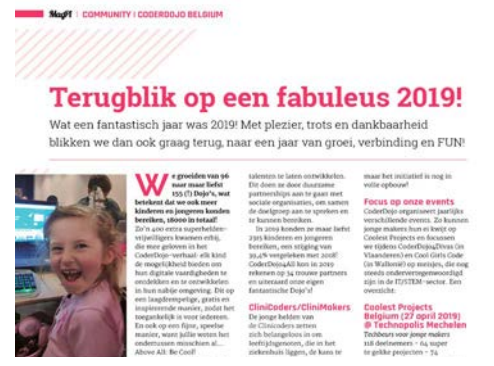 MagPi | COMMUNITY | CODERDOJO BELGIUM
Terugblik op een fabuleus 2019!
Wat een fantastisch jaar was 2019! Met plezier, trots en dankbaarheid
blikken we dan ook graag terug, naar een jaar van groei, verbinding en FUN!
We groeiden van 96
naar maar liefst
155 (!) Dojo's, wat
betekent dat we ook meer
kinderen en jongeren konden
bereiken, 18000 in totaal!
Zo'n 400 extra superhelden-
vrijwilligers kwamen erbij,
die mee geloven in het
CoderDojo-verhaal: elk kind
de mogelijkheid bieden om
hun digitale vaardigheden te
ontdekken en te ontwikkelen
in hun nabije omgeving. Dit op
een laagdrempelige, gratis en
inspirerende manier, zodat het
toegankelijk is voor iedereen.
En ook op een fijne, speelse
manier, want jullie weten het
ondertussen misschien al...
Above All: Be Cool!
talenten te laten ontwikkelen.
Dit doen ze door duurzame
partnerships aan te gaan met
sociale organisaties, om samen
de doelgroep aan te spreken en
te kunnen bereiken.
In 2019 konden ze maar liefst
2315 kinderen en jongeren
bereiken, een stijging van
39,4% vergeleken met 2018!
CoderDojo4All kon in 2019
rekenen op 34 trouwe partners
en uiteraard onze eigen
fantastische Dojo's!
CliniCoders/CliniMakers
De jonge helden van
de Clinicoders zetten
zich belangeloos in om
leeftijdsgenoten, die in het
ziekenhuis liggen, de kans te
maar het initiatief is nog in
volle opbouw!
Focus op onze events
CoderDojo organiseert jaarlijks
verschillende events. Zo kunnen
jonge makers hun ei kwijt op
Coolest Projects en focussen
we tijdens CoderDojo4Divas (in
Vlaanderen) en Cool Girls Code
(in Wallonië) op meisjes, die nog
steeds ondervertegenwoordigd
zijn in de IT/STEM-sector. Een
overzicht:
Coolest Projects
Belgium (27 april 2019)
@ Technopolis Mechelen
Techbeurs voor jonge makers
118 deelnemers – 64 super
te gekke projecten – 74